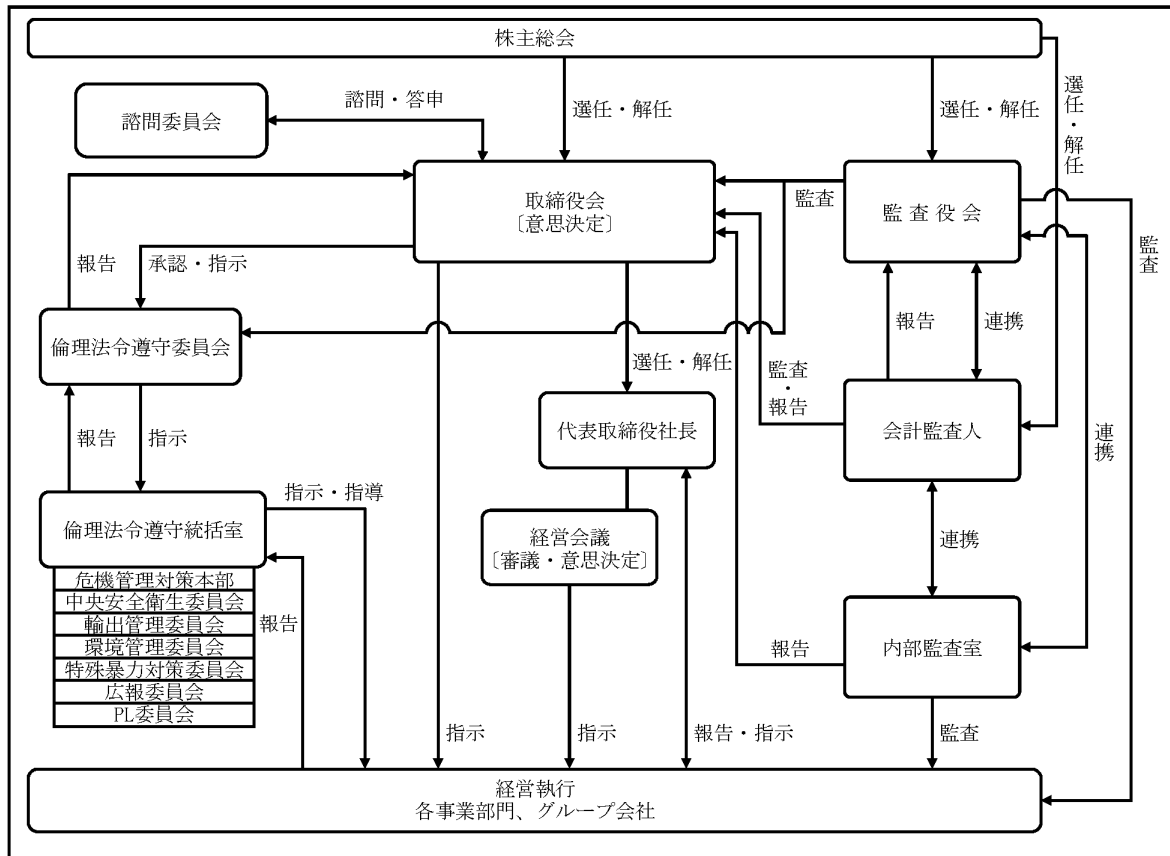 株主総会
諮問委員会
諮問・答申
選任・解任
選任・解任
選任・解任
取締役会
〔意思決定〕
監査
監査役会
監査
報告
承認・指示
倫理法令遵守委員会
選任・解任
監査・報告
報告
連携
連携
代表取締役社長
会計監査人
報告
指示
倫理法令遵守統括室
指示・指導
経営会議
〔審議・意思決定〕
連携
危機管理対策本部
中央安全衛生委員会
輸出管理委員会
環境管理委員会
特殊暴力対策委員会
広報委員会
PL委員会
報告
報告
内部監査室
指示
指示
報告・指示
監査
経営執行
各事業部門、グループ会社